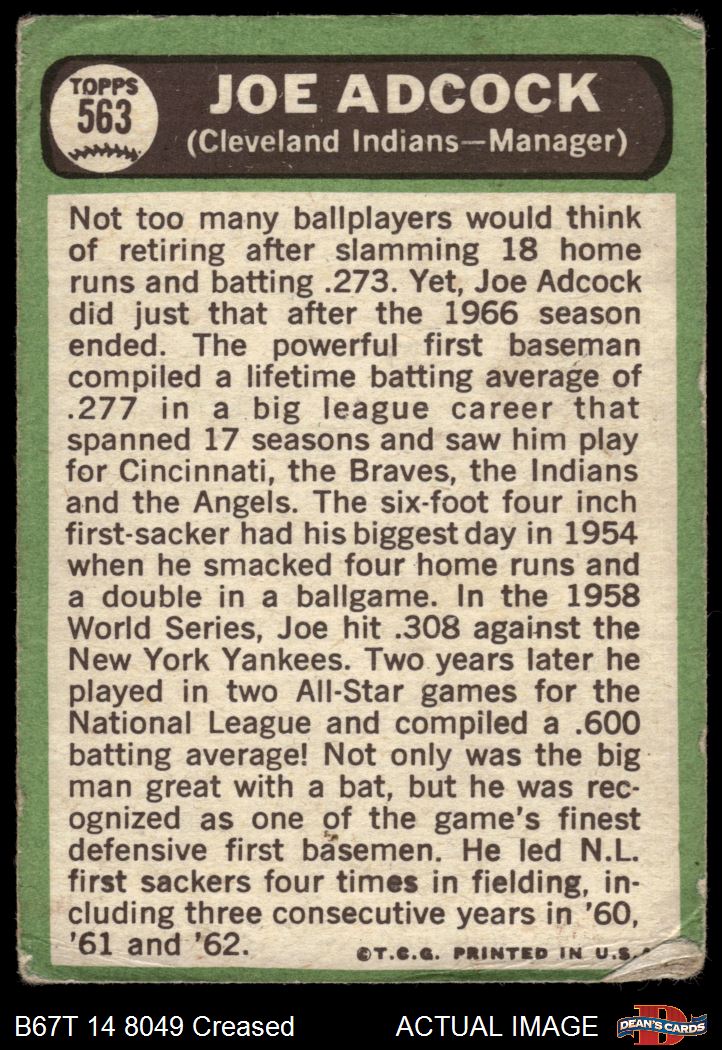 TOPPS
563
JOE ADCOCK
(Cleveland Indians—Manager)
Not too many ballplayers would think
of retiring after slamming 18 home
runs and batting .273. Yet, Joe Adcock
did just that after the 1966 season
ended. The powerful first baseman
compiled a lifetime batting average of
.277 in a big league career that
spanned 17 seasons and saw him play
for Cincinnati, the Braves, the Indians
and the Angels. The six-foot four inch
first-sacker had his biggest day in 1954
when he smacked four home runs and
a double in a ballgame. In the 1958
World Series, Joe hit .308 against the
New York Yankees. Two years later he
played in two All-Star games for the
National League and compiled a .600
batting average! Not only was the big
man great with a bat, but he was rec-
ognized as one of the game's finest
defensive first basemen. He led N.L.
first sackers four times in fielding, in-
cluding three consecutive years in '60,
'61 and '62.
©T.C.G. PRINTED IN U.S.A
B67T 14 8049 Creased
ACTUAL IMAGE
D
DEAN'S CARDS